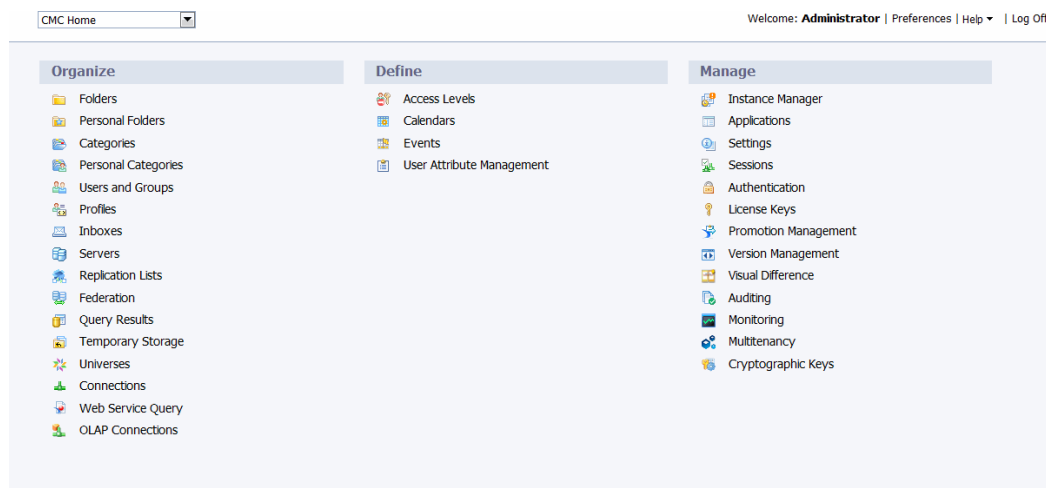 CMC Home
Welcome: Administrator | Preferences | Help | Log Off
Organize
Folders
Personal Folders
Categories
Personal Categories
Users and Groups
Profiles
Inboxes
Servers
Replication Lists
Federation
Query Results
Temporary Storage
Universes
Connections
Web Service Query
OLAP Connections
Define
Access Levels
Calendars
Events
User Attribute Management
Manage
Instance Manager
Applications
Settings
Sessions
Authentication
License Keys
Promotion Management
Version Management
Visual Difference
Auditing
Monitoring
Multitenancy
Cryptographic Keys